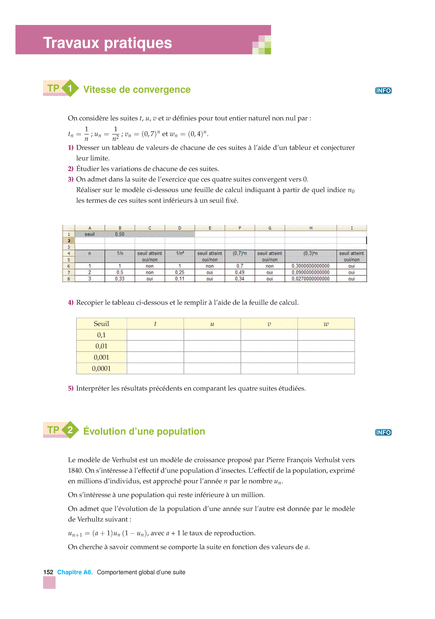 Travaux pratiques
TP 1 Vitesse de convergence INFO
On considère les suites t, u, v et w définies pour tout entier naturel non nul par :
t_n = 1/n ; u_n = 1/n² ; v_n = (0,7)^n et w_n = (0,4)^n.
1) Dresser un tableau de valeurs de chacune de ces suites à l'aide d'un tableur et conjecturer
leur limite.
2) Étudier les variations de chacune de ces suites.
3) On admet dans la suite de l'exercice que ces quatre suites convergent vers 0.
Réaliser sur le modèle ci-dessous une feuille de calcul indiquant à partir de quel indice n₀
les termes de ces suites sont inférieurs à un seuil fixé.
A B C D E F G H I
1 seuil 0,50
2
3
4 n 1/n seuil atteint 1/n² seuil atteint (0,7)^n seuil atteint (0,3)^n seuil atteint
5 oui/non oui/non oui/non oui/non
6 1 1 non 1 non 0,7 non 0,3000000000000 oui
7 2 0,5 non 0,25 oui 0,49 oui 0,0900000000000 oui
8 3 0,33 oui 0,11 oui 0,34 oui 0,0270000000000 oui
4) Recopier le tableau ci-dessous et le remplir à l'aide de la feuille de calcul.
Seuil t u v w
0,1
0,01
0,001
0,0001
5) Interpréter les résultats précédents en comparant les quatre suites étudiées.
TP 2 Évolution d'une population INFO
Le modèle de Verhulst est un modèle de croissance proposé par Pierre François Verhulst vers
1840. On s'intéresse à l'effectif d'une population d'insectes. L'effectif de la population, exprimé
en millions d'individus, est approché pour l'année n par le nombre u_n.
On s'intéresse à une population qui reste inférieure à un million.
On admet que l'évolution de la population d'une année sur l'autre est donnée par le modèle
de Verhultz suivant :
u_{n+1} = (a + 1)u_n (1 − u_n), avec a + 1 le taux de reproduction.
On cherche à savoir comment se comporte la suite en fonction des valeurs de a.
152 Chapitre A6. Comportement global d'une suite